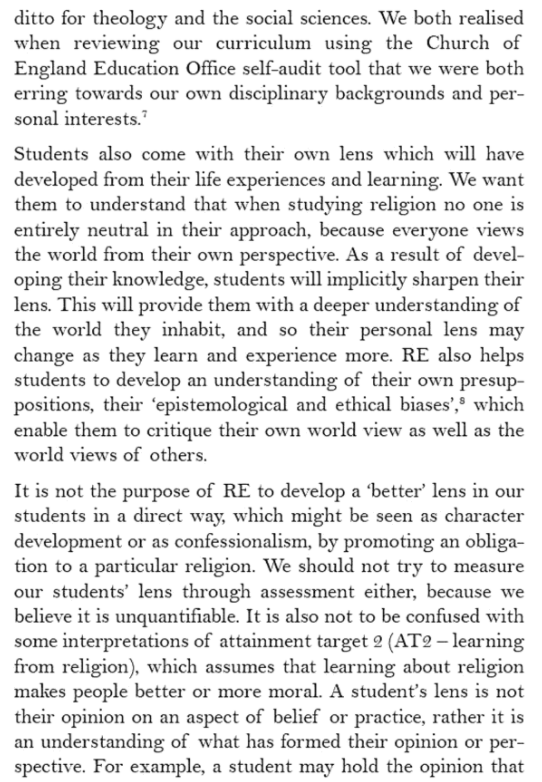 ditto for theology and the social sciences. We both realised
when reviewing our curriculum using the Church of
England Education Office self-audit tool that we were both
erring towards our own disciplinary backgrounds and per-
sonal interests.⁷
Students also come with their own lens which will have
developed from their life experiences and learning. We want
them to understand that when studying religion no one is
entirely neutral in their approach, because everyone views
the world from their own perspective. As a result of devel-
oping their knowledge, students will implicitly sharpen their
lens. This will provide them with a deeper understanding of
the world they inhabit, and so their personal lens may
change as they learn and experience more. RE also helps
students to develop an understanding of their own presup-
positions, their ‘epistemological and ethical biases’,⁸ which
enable them to critique their own world view as well as the
world views of others.
It is not the purpose of RE to develop a ‘better’ lens in our
students in a direct way, which might be seen as character
development or as confessionalism, by promoting an obliga-
tion to a particular religion. We should not try to measure
our students’ lens through assessment either, because we
believe it is unquantifiable. It is also not to be confused with
some interpretations of attainment target 2 (AT2 – learning
from religion), which assumes that learning about religion
makes people better or more moral. A student’s lens is not
their opinion on an aspect of belief or practice, rather it is
an understanding of what has formed their opinion or per-
spective. For example, a student may hold the opinion that